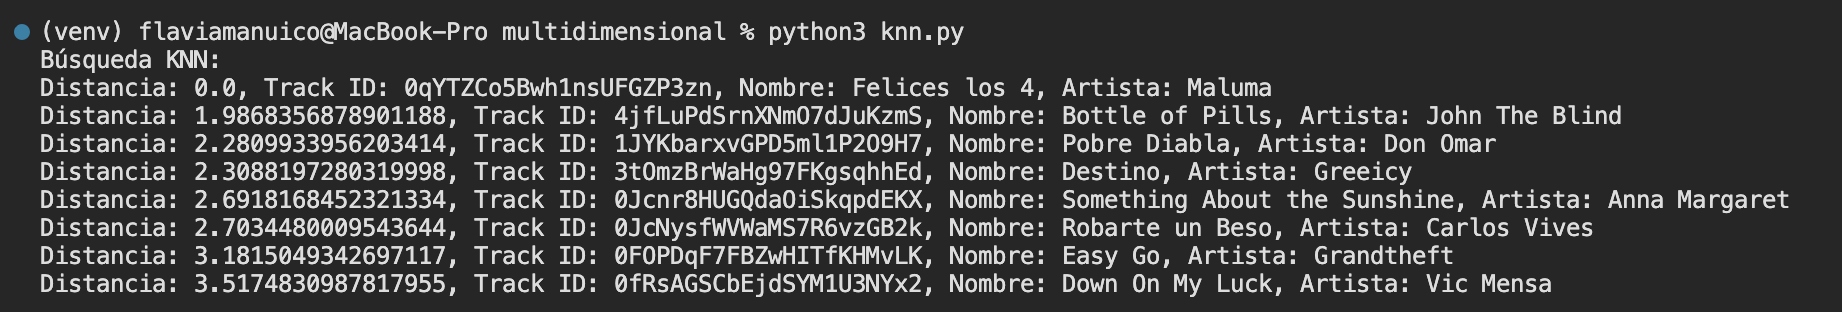 (venv) flaviamanuico@MacBook-Pro multidimensional % python3 knn.py
Búsqueda KNN:
Distancia: 0.0, Track ID: 0qYTZCo5Bwh1nsUFGZP3zn, Nombre: Felices los 4, Artista: Maluma
Distancia: 1.9868356878901188, Track ID: 4jfLuPdSrnXNmO7dJuKzmS, Nombre: Bottle of Pills, Artista: John The Blind
Distancia: 2.2809933956203414, Track ID: 1JYKbarxvGPD5ml1P2O9H7, Nombre: Pobre Diabla, Artista: Don Omar
Distancia: 2.3088197280319998, Track ID: 3tOmzBrWaHg97FKgsqhhEd, Nombre: Destino, Artista: Greeicy
Distancia: 2.6918168452321334, Track ID: 0Jcnr8HUGQdaOiSkqpdEKX, Nombre: Something About the Sunshine, Artista: Anna Margaret
Distancia: 2.7034480009543644, Track ID: 0JcNysfWVWaMS7R6vzGB2k, Nombre: Robarte un Beso, Artista: Carlos Vives
Distancia: 3.1815049342697117, Track ID: 0FOPDqF7FBZwHITfKHMvLK, Nombre: Easy Go, Artista: Grandtheft
Distancia: 3.5174830987817955, Track ID: 0fRsAGSCbEjdSYM1U3NYx2, Nombre: Down On My Luck, Artista: Vic Mensa